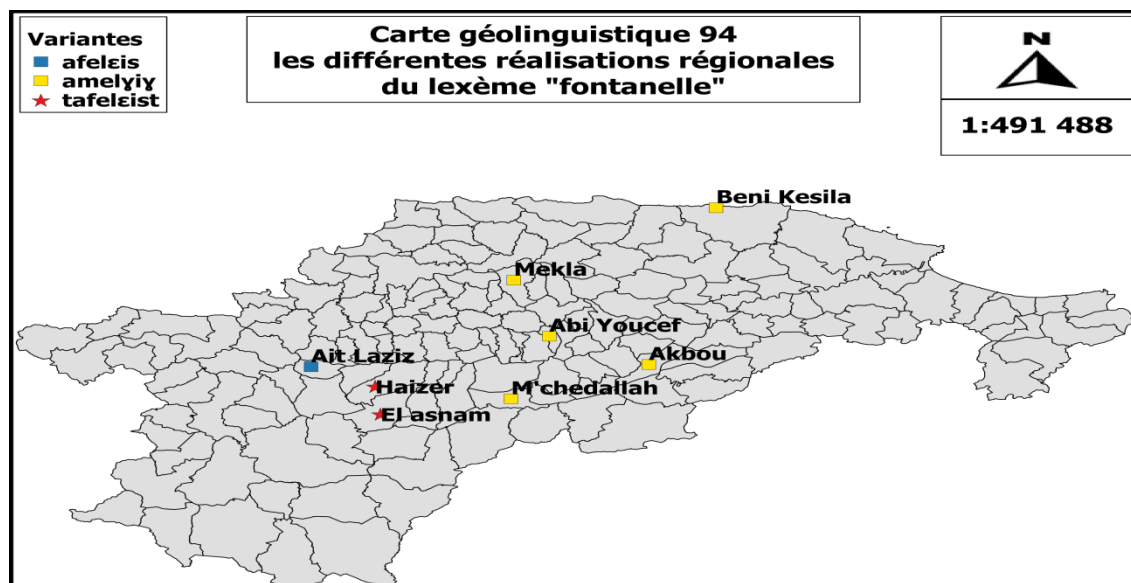 Variantes
afelɛis
amelɣiɣ
tafelɛist
Carte géolinguistique 94
les différentes réalisations régionales
du lexème "fontanelle"
N
1:491 488
Beni Kesila
Mekla
Abi Youcef
Ait Laziz
Akbou
Haizer
M'chedallah
El asnam